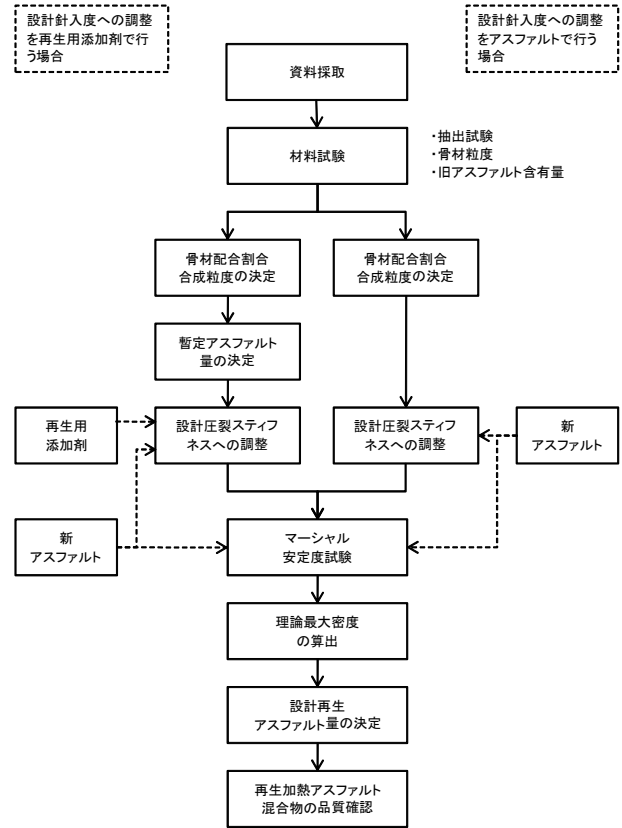 設計針入度への調整
を再生用添加剤で行
う場合
設計針入度への調整
をアスファルトで行う
場合
資料採取
材料試験
・抽出試験
・骨材粒度
・旧アスファルト含有量
骨材配合割合
合成粒度の決定
骨材配合割合
合成粒度の決定
暫定アスファルト
量の決定
再生用
添加剤
設計圧裂スティフ
ネスへの調整
設計圧裂スティフ
ネスへの調整
新
アスファルト
新
アスファルト
マーシャル
安定度試験
理論最大密度
の算出
設計再生
アスファルト量の決定
再生加熱アスファルト
混合物の品質確認